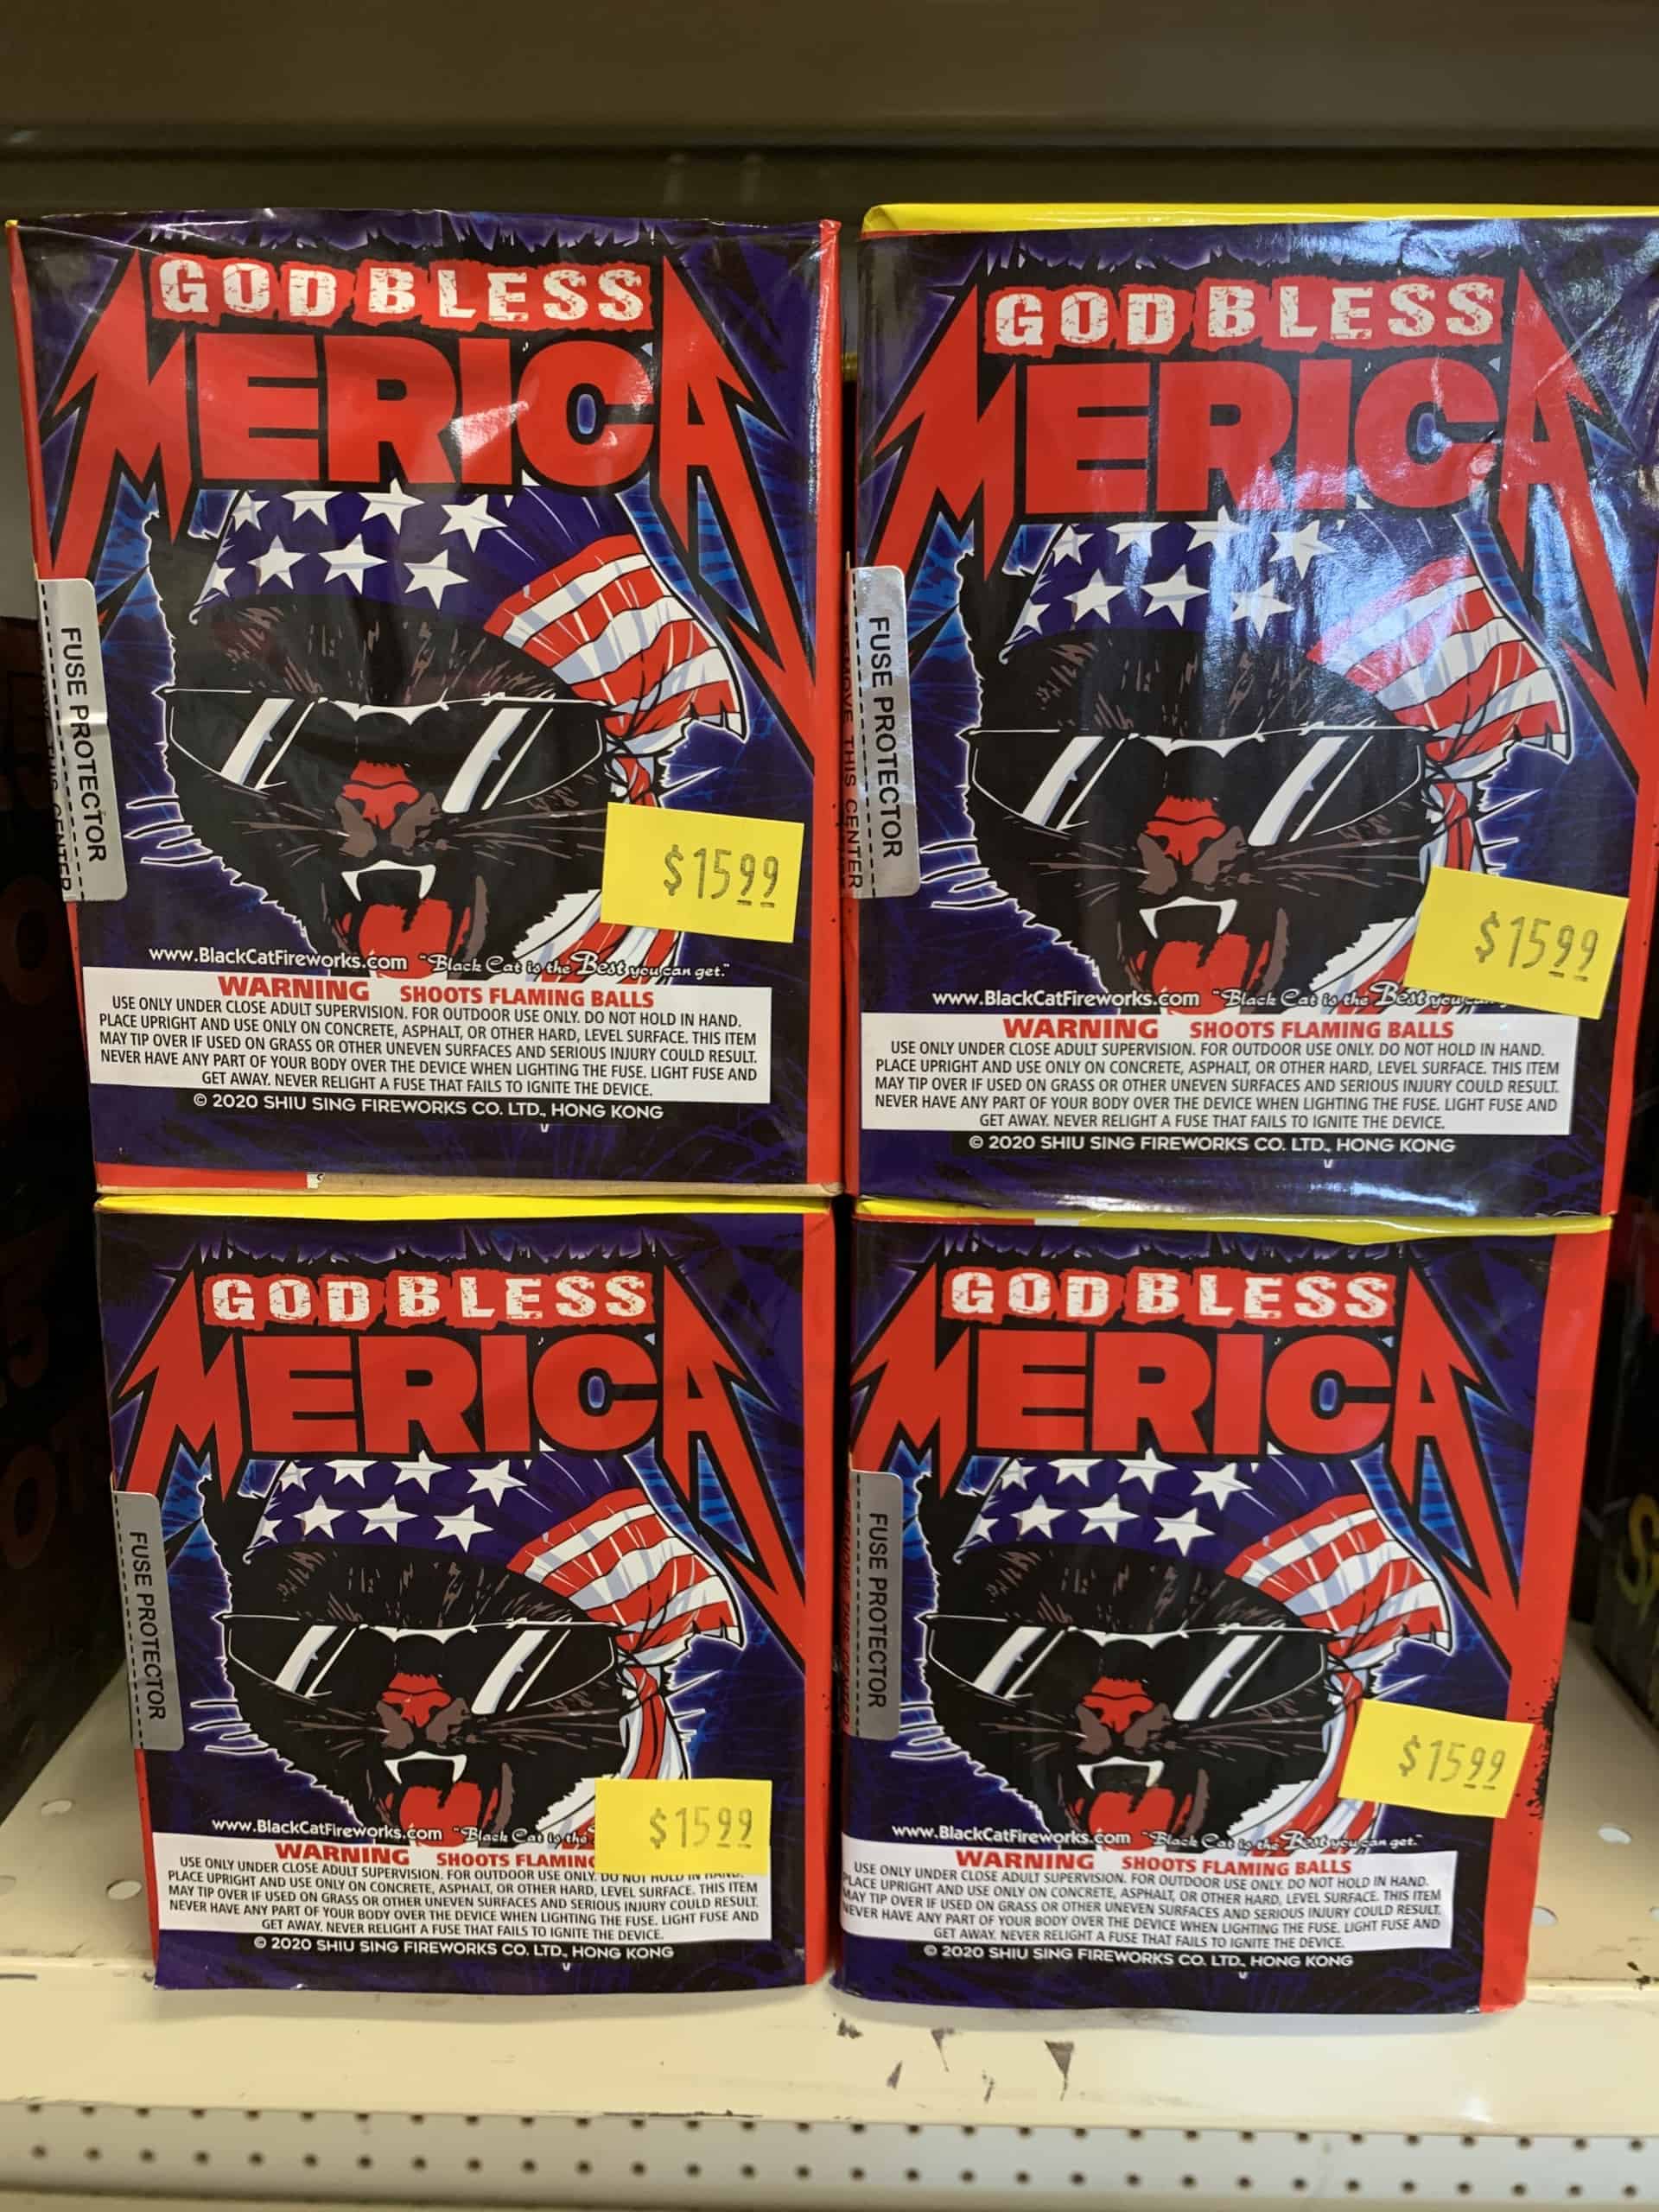 GOD BLESS
MERICA
FUSE PROTECTOR
THIS CENTER
$15.99
www.BlackCatFireworks.com "Black Cat is the Best you can get."
WARNING SHOOTS FLAMING BALLS
USE ONLY UNDER CLOSE ADULT SUPERVISION. FOR OUTDOOR USE ONLY. DO NOT HOLD IN HAND.
PLACE UPRIGHT AND USE ONLY ON CONCRETE, ASPHALT, OR OTHER HARD, LEVEL SURFACE. THIS ITEM
MAY TIP OVER IF USED ON GRASS OR OTHER UNEVEN SURFACES AND SERIOUS INJURY COULD RESULT.
NEVER HAVE ANY PART OF YOUR BODY OVER THE DEVICE WHEN LIGHTING THE FUSE. LIGHT FUSE AND
GET AWAY. NEVER RELIGHT A FUSE THAT FAILS TO IGNITE THE DEVICE.
© 2020 SHIU SING FIREWORKS CO. LTD., HONG KONG
GOD BLESS
MERICA
FUSE PROTECTOR
THIS CENTER
$15.99
www.BlackCatFireworks.com "Black Cat is the Best you
WARNING SHOOTS FLAMING BALLS
USE ONLY UNDER CLOSE ADULT SUPERVISION. FOR OUTDOOR USE ONLY. DO NOT HOLD IN HAND.
PLACE UPRIGHT AND USE ONLY ON CONCRETE, ASPHALT, OR OTHER HARD, LEVEL SURFACE. THIS ITEM
MAY TIP OVER IF USED ON GRASS OR OTHER UNEVEN SURFACES AND SERIOUS INJURY COULD RESULT.
NEVER HAVE ANY PART OF YOUR BODY OVER THE DEVICE WHEN LIGHTING THE FUSE. LIGHT FUSE AND
GET AWAY. NEVER RELIGHT A FUSE THAT FAILS TO IGNITE THE DEVICE.
© 2020 SHIU SING FIREWORKS CO. LTD., HONG KONG
GOD BLESS
MERICA
FUSE PROTECTOR
$15.99
www.BlackCatFireworks.com "Black Cat is the
WARNING SHOOTS FLAMING
USE ONLY UNDER CLOSE ADULT SUPERVISION. FOR OUTDOOR USE ONLY. DO NOT HOLD IN HAND.
PLACE UPRIGHT AND USE ONLY ON CONCRETE, ASPHALT, OR OTHER HARD, LEVEL SURFACE. THIS ITEM
MAY TIP OVER IF USED ON GRASS OR OTHER UNEVEN SURFACES AND SERIOUS INJURY COULD RESULT.
NEVER HAVE ANY PART OF YOUR BODY OVER THE DEVICE WHEN LIGHTING THE FUSE. LIGHT FUSE AND
GET AWAY. NEVER RELIGHT A FUSE THAT FAILS TO IGNITE THE DEVICE.
© 2020 SHIU SING FIREWORKS CO. LTD., HONG KONG
GOD BLESS
MERICA
FUSE PROTECTOR
$15.99
www.BlackCatFireworks.com "Black Cat is the Best you can get."
WARNING SHOOTS FLAMING BALLS
USE ONLY UNDER CLOSE ADULT SUPERVISION. FOR OUTDOOR USE ONLY. DO NOT HOLD IN HAND.
PLACE UPRIGHT AND USE ONLY ON CONCRETE, ASPHALT, OR OTHER HARD, LEVEL SURFACE. THIS ITEM
MAY TIP OVER IF USED ON GRASS OR OTHER UNEVEN SURFACES AND SERIOUS INJURY COULD RESULT.
NEVER HAVE ANY PART OF YOUR BODY OVER THE DEVICE WHEN LIGHTING THE FUSE. LIGHT FUSE AND
GET AWAY. NEVER RELIGHT A FUSE THAT FAILS TO IGNITE THE DEVICE.
© 2020 SHIU SING FIREWORKS CO. LTD., HONG KONG